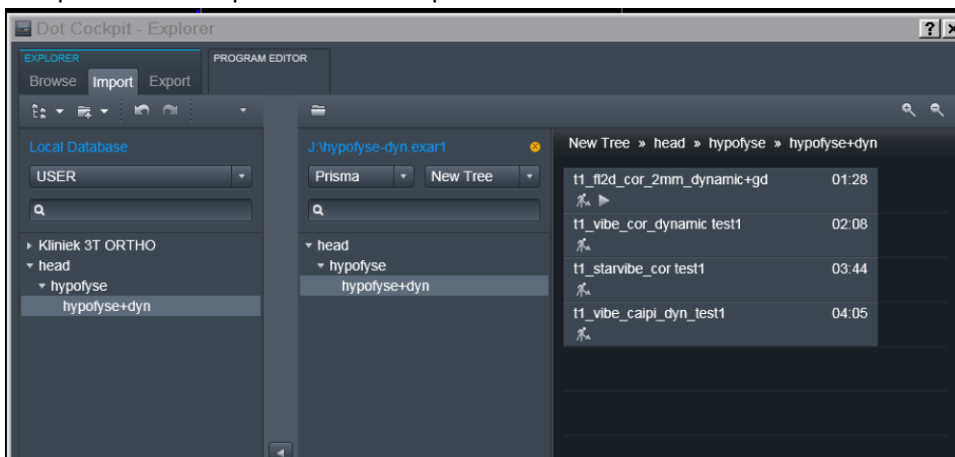 Dot Cockpit - Explorer
EXPLORER
PROGRAM EDITOR
Browse Import Export
Local Database
J:\hypofyse-dyn.exar1
New Tree » head » hypofyse » hypofyse+dyn
USER
Prisma New Tree
t1_fl2d_cor_2mm_dynamic+gd 01:28
t1_vibe_cor_dynamic test1 02:08
Kliniek 3T ORTHO
head
hypofyse
hypofyse+dyn
head
hypofyse
hypofyse+dyn
t1_starvibe_cor test1 03:44
t1_vibe_caipi_dyn_test1 04:05